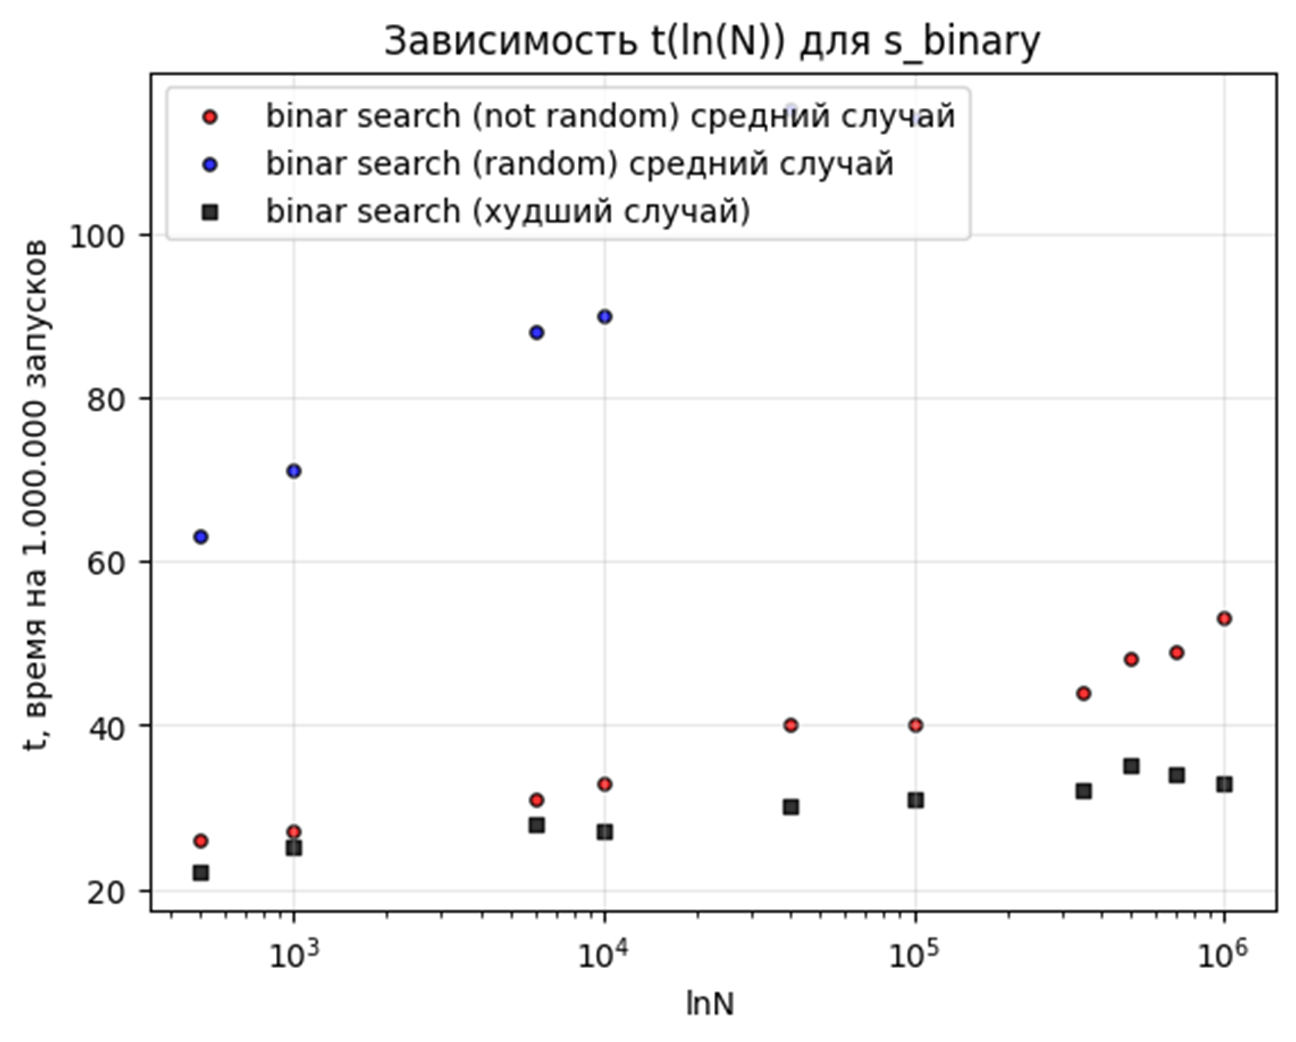 Зависимость t(ln(N)) для s_binary
binar search (not random) средний случай
binar search (random) средний случай
binar search (худший случай)
t, время на 1.000.000 запусков
100
80
60
40
20
10³
10⁴
10⁵
10⁶
lnN